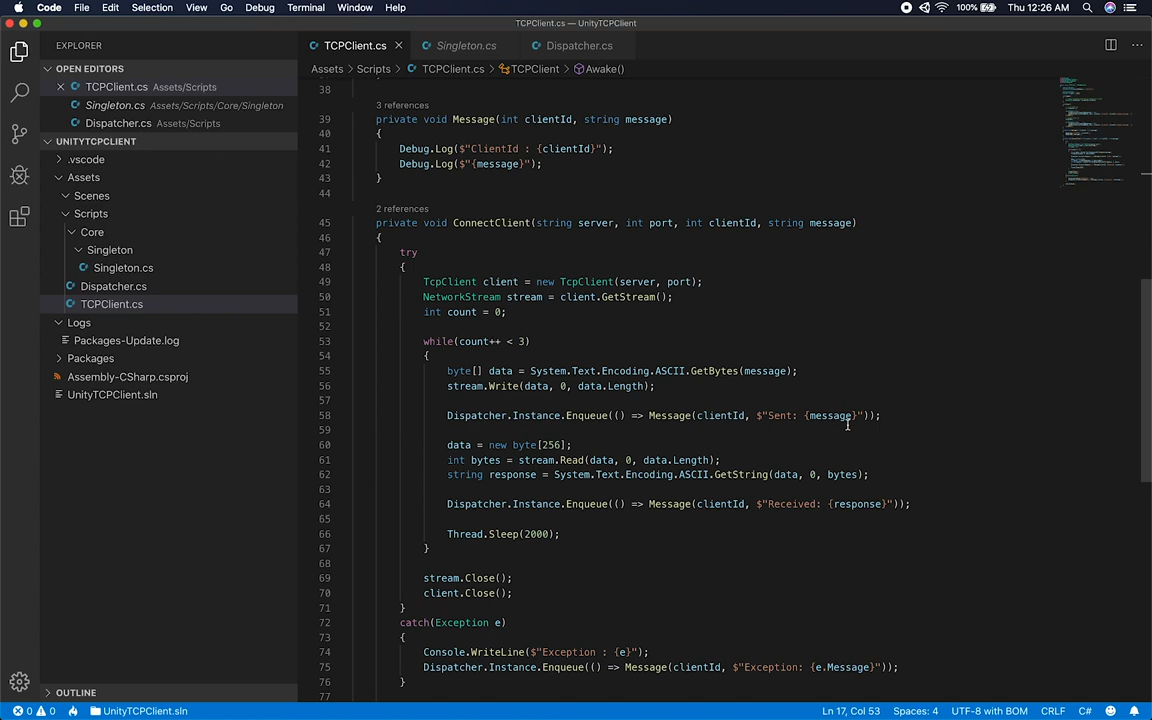 Code File Edit Selection View Go Debug Terminal Window Help 100% Thu 12:26 AM
TCPClient.cs — UnityTCPClient
EXPLORER
OPEN EDITORS
TCPClient.cs Assets/Scripts
Singleton.cs Assets/Scripts/Core/Singleton
Dispatcher.cs Assets/Scripts
UNITYTCPCLIENT
.vscode
Assets
Scenes
Scripts
Core
Singleton
Singleton.cs
Dispatcher.cs
TCPClient.cs
Logs
Packages-Update.log
Packages
Assembly-CSharp.csproj
UnityTCPClient.sln
OUTLINE
TCPClient.cs Singleton.cs Dispatcher.cs
Assets > Scripts > TCPClient.cs > TCPClient > Awake()
38
3 references
39 private void Message(int clientId, string message)
40 {
41 Debug.Log($"ClientId : {clientId}");
42 Debug.Log($"{message}");
43 }
44
2 references
45 private void ConnectClient(string server, int port, int clientId, string message)
46 {
47 try
48 {
49 TcpClient client = new TcpClient(server, port);
50 NetworkStream stream = client.GetStream();
51 int count = 0;
52
53 while(count++ < 3)
54 {
55 byte[] data = System.Text.Encoding.ASCII.GetBytes(message);
56 stream.Write(data, 0, data.Length);
57
58 Dispatcher.Instance.Enqueue(() => Message(clientId, $"Sent: {message}"));
59
60 data = new byte[256];
61 int bytes = stream.Read(data, 0, data.Length);
62 string response = System.Text.Encoding.ASCII.GetString(data, 0, bytes);
63
64 Dispatcher.Instance.Enqueue(() => Message(clientId, $"Received: {response}"));
65
66 Thread.Sleep(2000);
67 }
68
69 stream.Close();
70 client.Close();
71 }
72 catch(Exception e)
73 {
74 Console.WriteLine($"Exception : {e}");
75 Dispatcher.Instance.Enqueue(() => Message(clientId, $"Exception: {e.Message}"));
76 }
77
0 0 UnityTCPClient.sln Ln 17, Col 53 Spaces: 4 UTF-8 with BOM CRLF C#